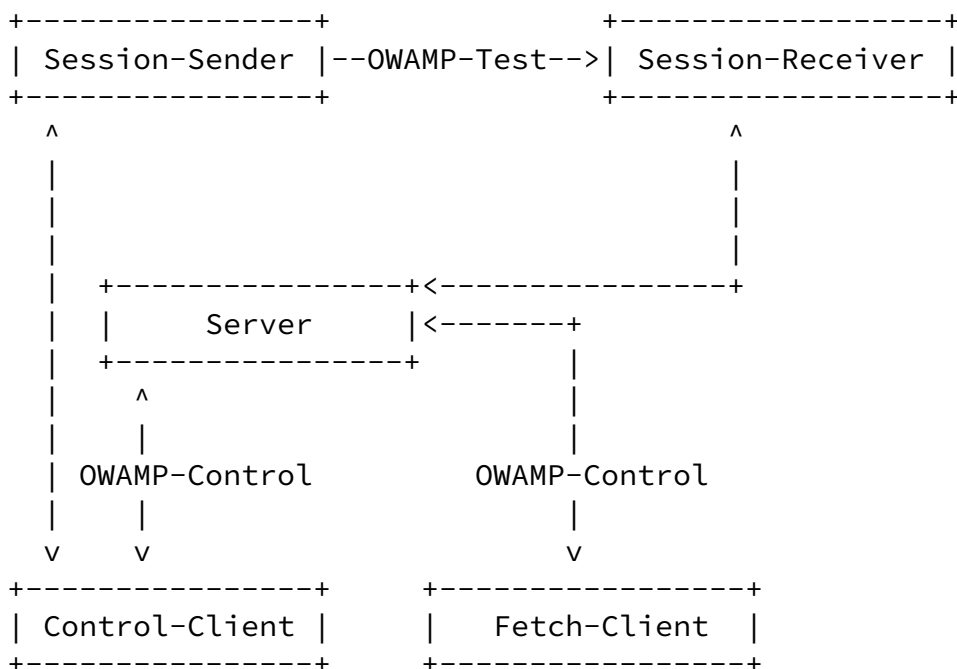 Session-Sender --OWAMP-Test--> Session-Receiver
Server
OWAMP-Control OWAMP-Control
Control-Client Fetch-Client